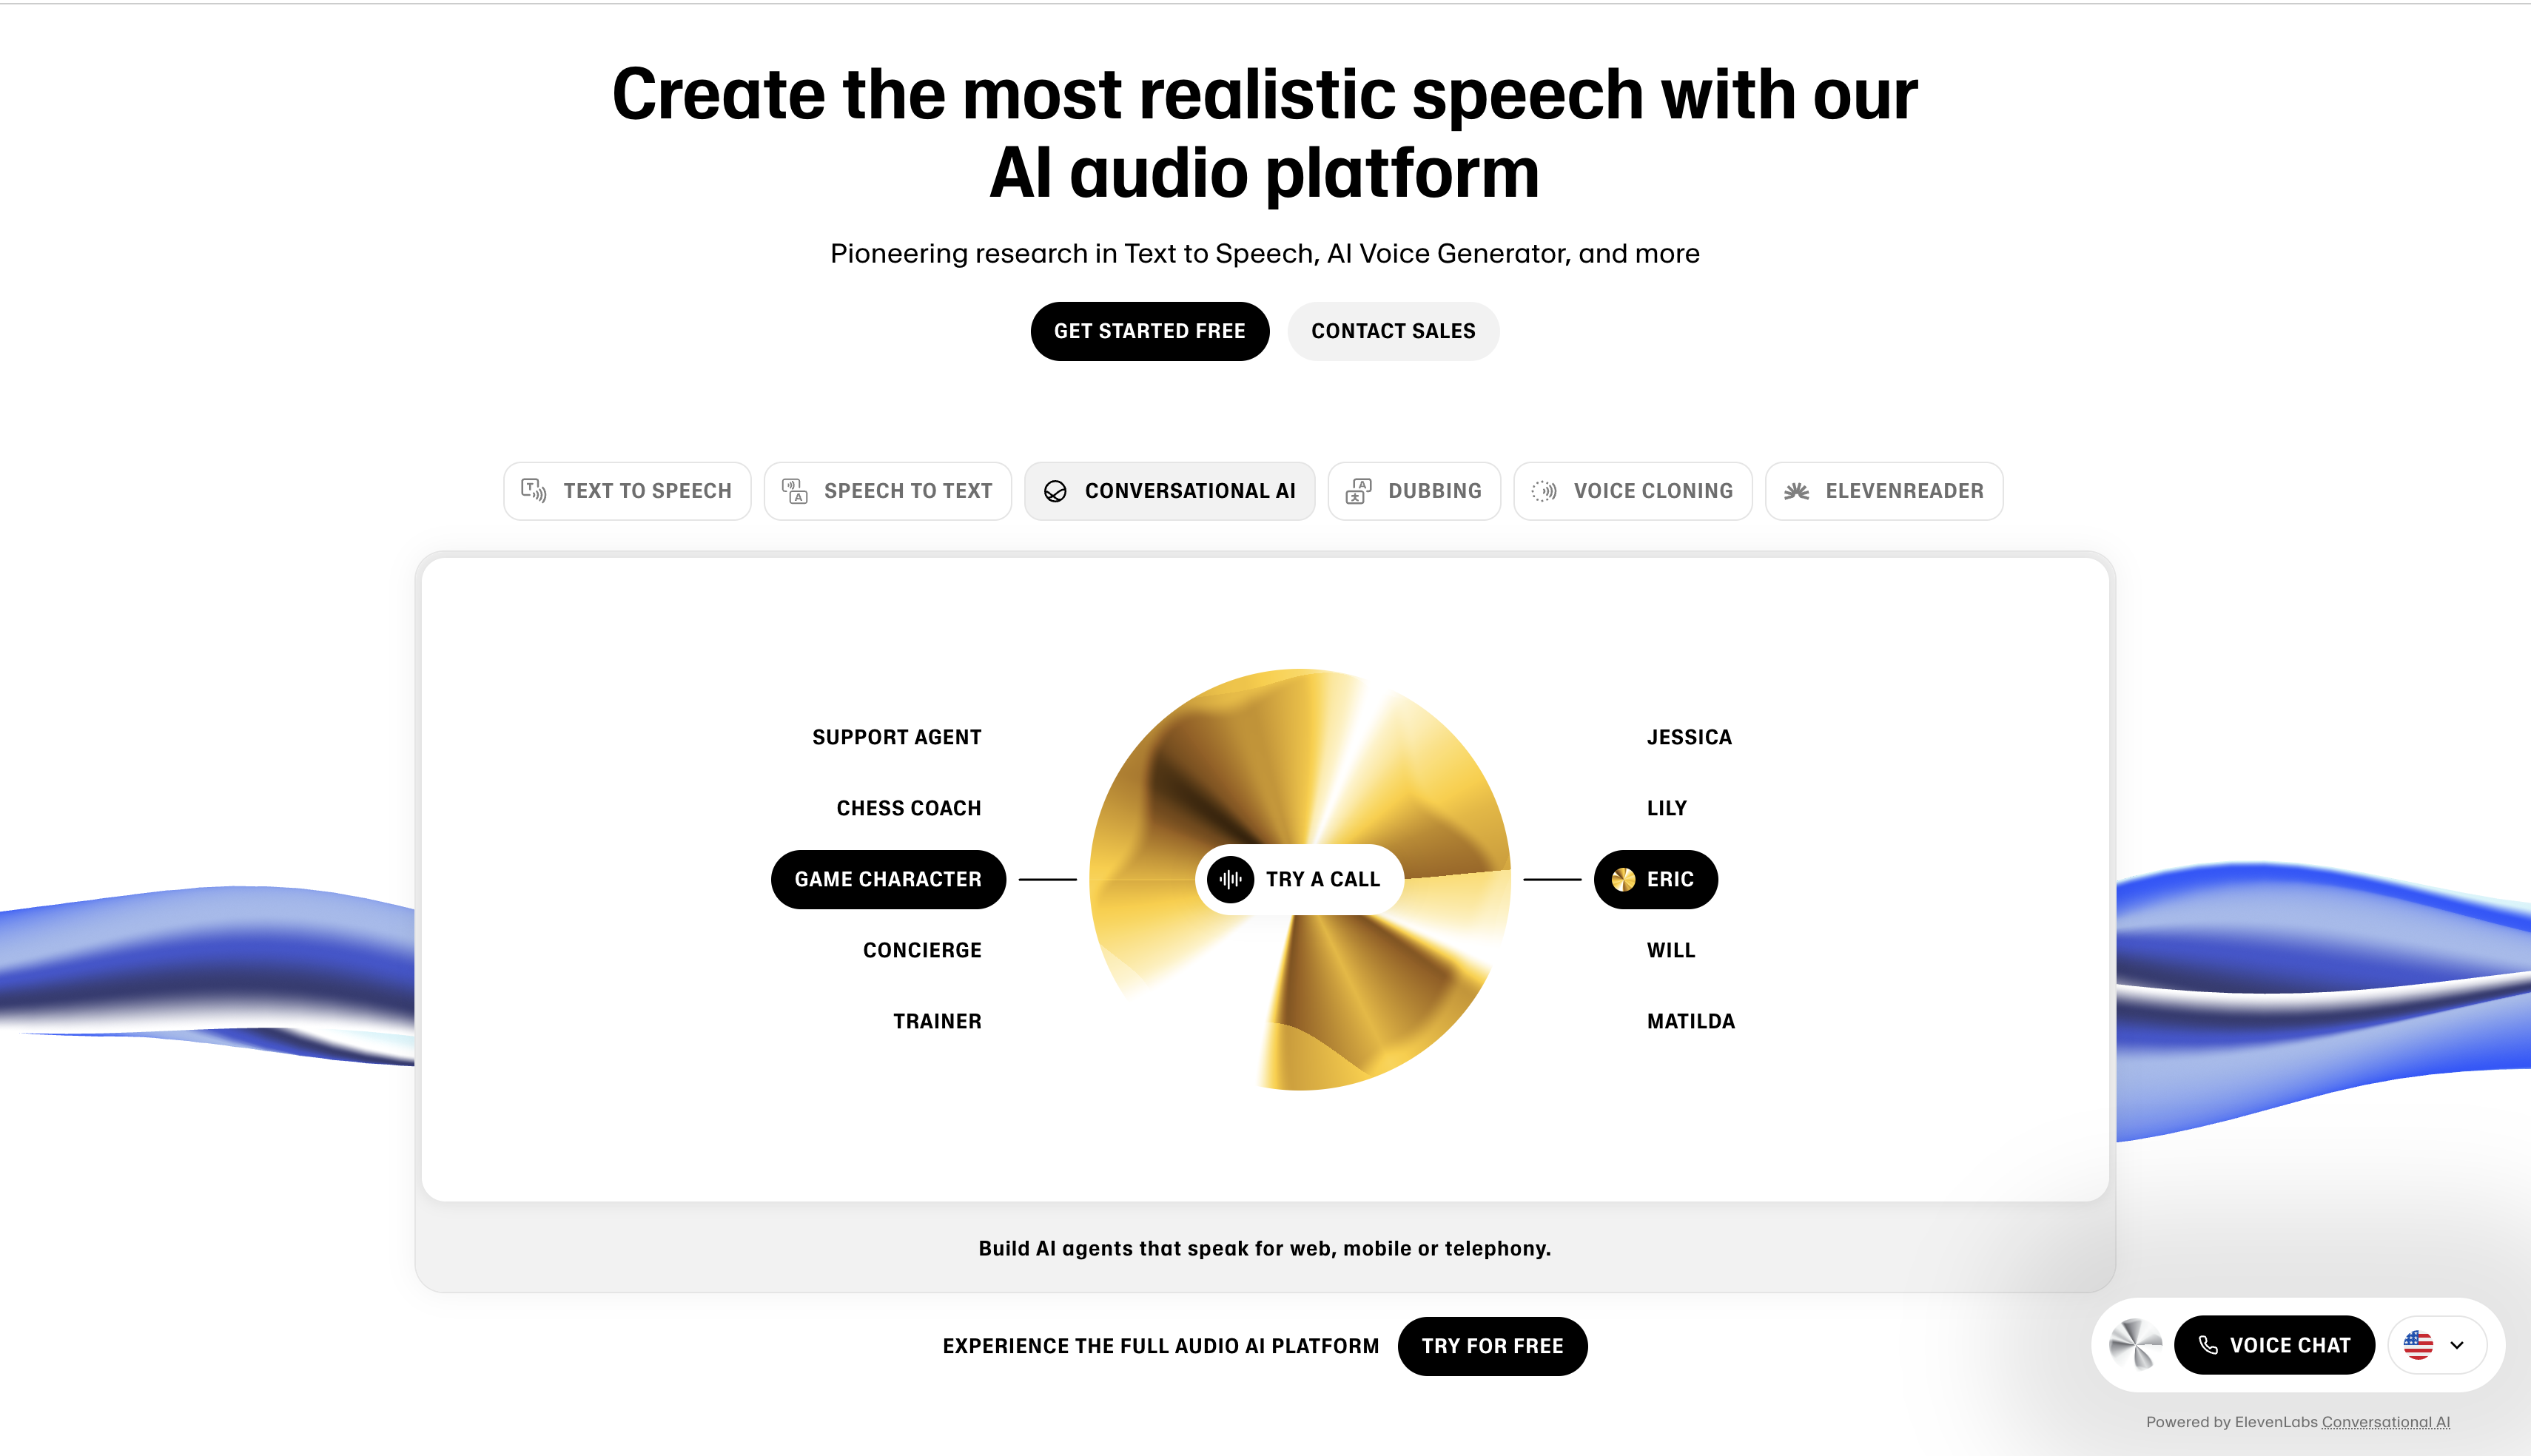 Create the most realistic speech with our
AI audio platform
Pioneering research in Text to Speech, AI Voice Generator, and more
GET STARTED FREE
CONTACT SALES
TEXT TO SPEECH
SPEECH TO TEXT
CONVERSATIONAL AI
DUBBING
VOICE CLONING
ELEVENREADER
SUPPORT AGENT
CHESS COACH
GAME CHARACTER
CONCIERGE
TRAINER
TRY A CALL
JESSICA
LILY
ERIC
WILL
MATILDA
Build AI agents that speak for web, mobile or telephony.
EXPERIENCE THE FULL AUDIO AI PLATFORM
TRY FOR FREE
VOICE CHAT
Powered by ElevenLabs Conversational AI